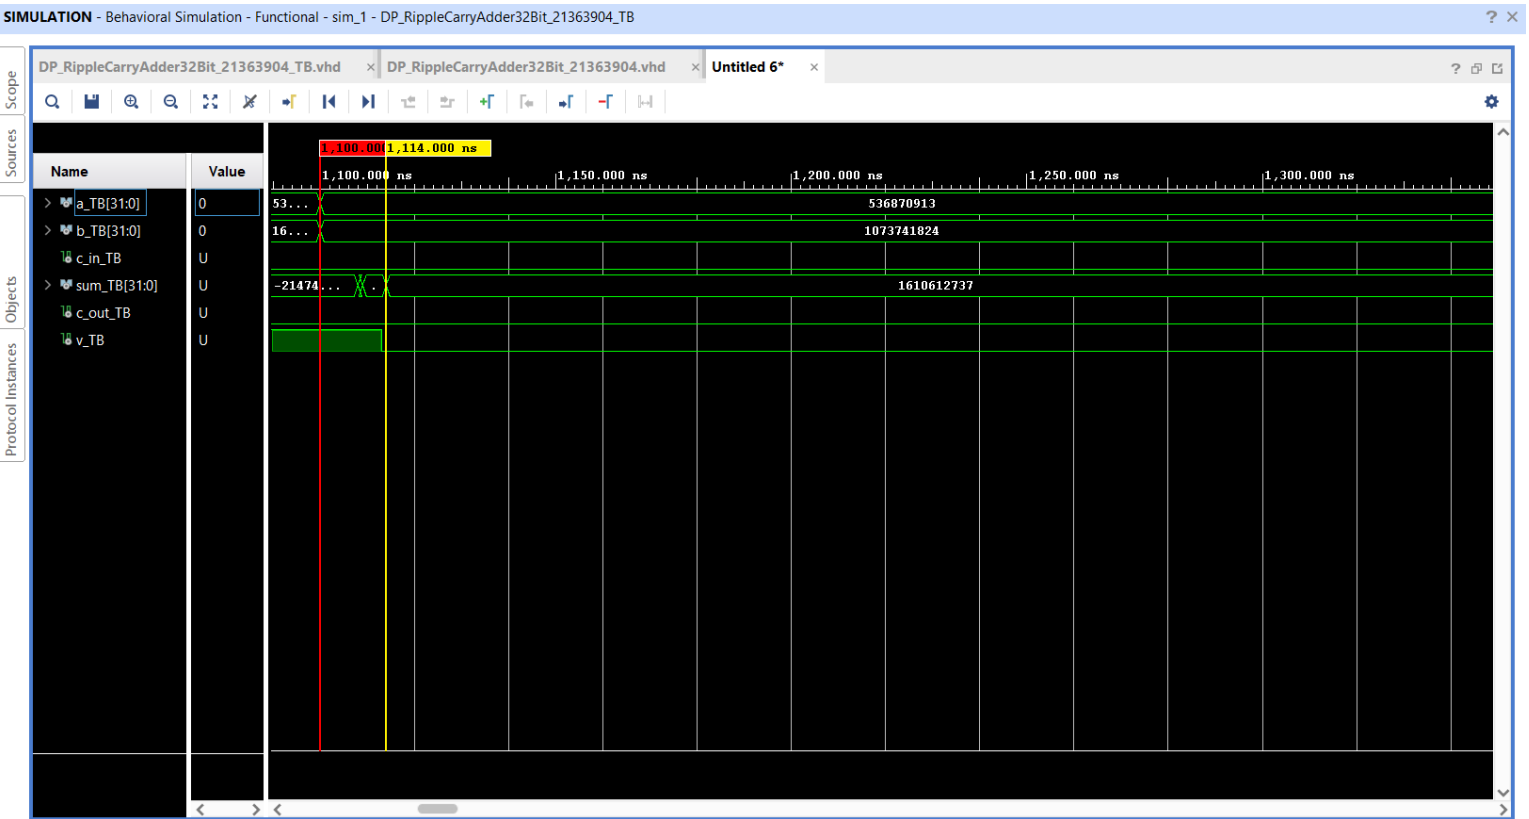 SIMULATION - Behavioral Simulation - Functional - sim_1 - DP_RippleCarryAdder32Bit_21363904_TB
DP_RippleCarryAdder32Bit_21363904_TB.vhd
DP_RippleCarryAdder32Bit_21363904.vhd
Untitled 6*
Scope
Sources
Objects
Protocol Instances
1,100.000
1,114.000 ns
Name
Value
1,100.000 ns
1,150.000 ns
1,200.000 ns
1,250.000 ns
1,300.000 ns
a_TB[31:0]
0
53...
536870913
b_TB[31:0]
0
16...
1073741824
c_in_TB
U
sum_TB[31:0]
U
-21474...
.
1610612737
c_out_TB
U
v_TB
U